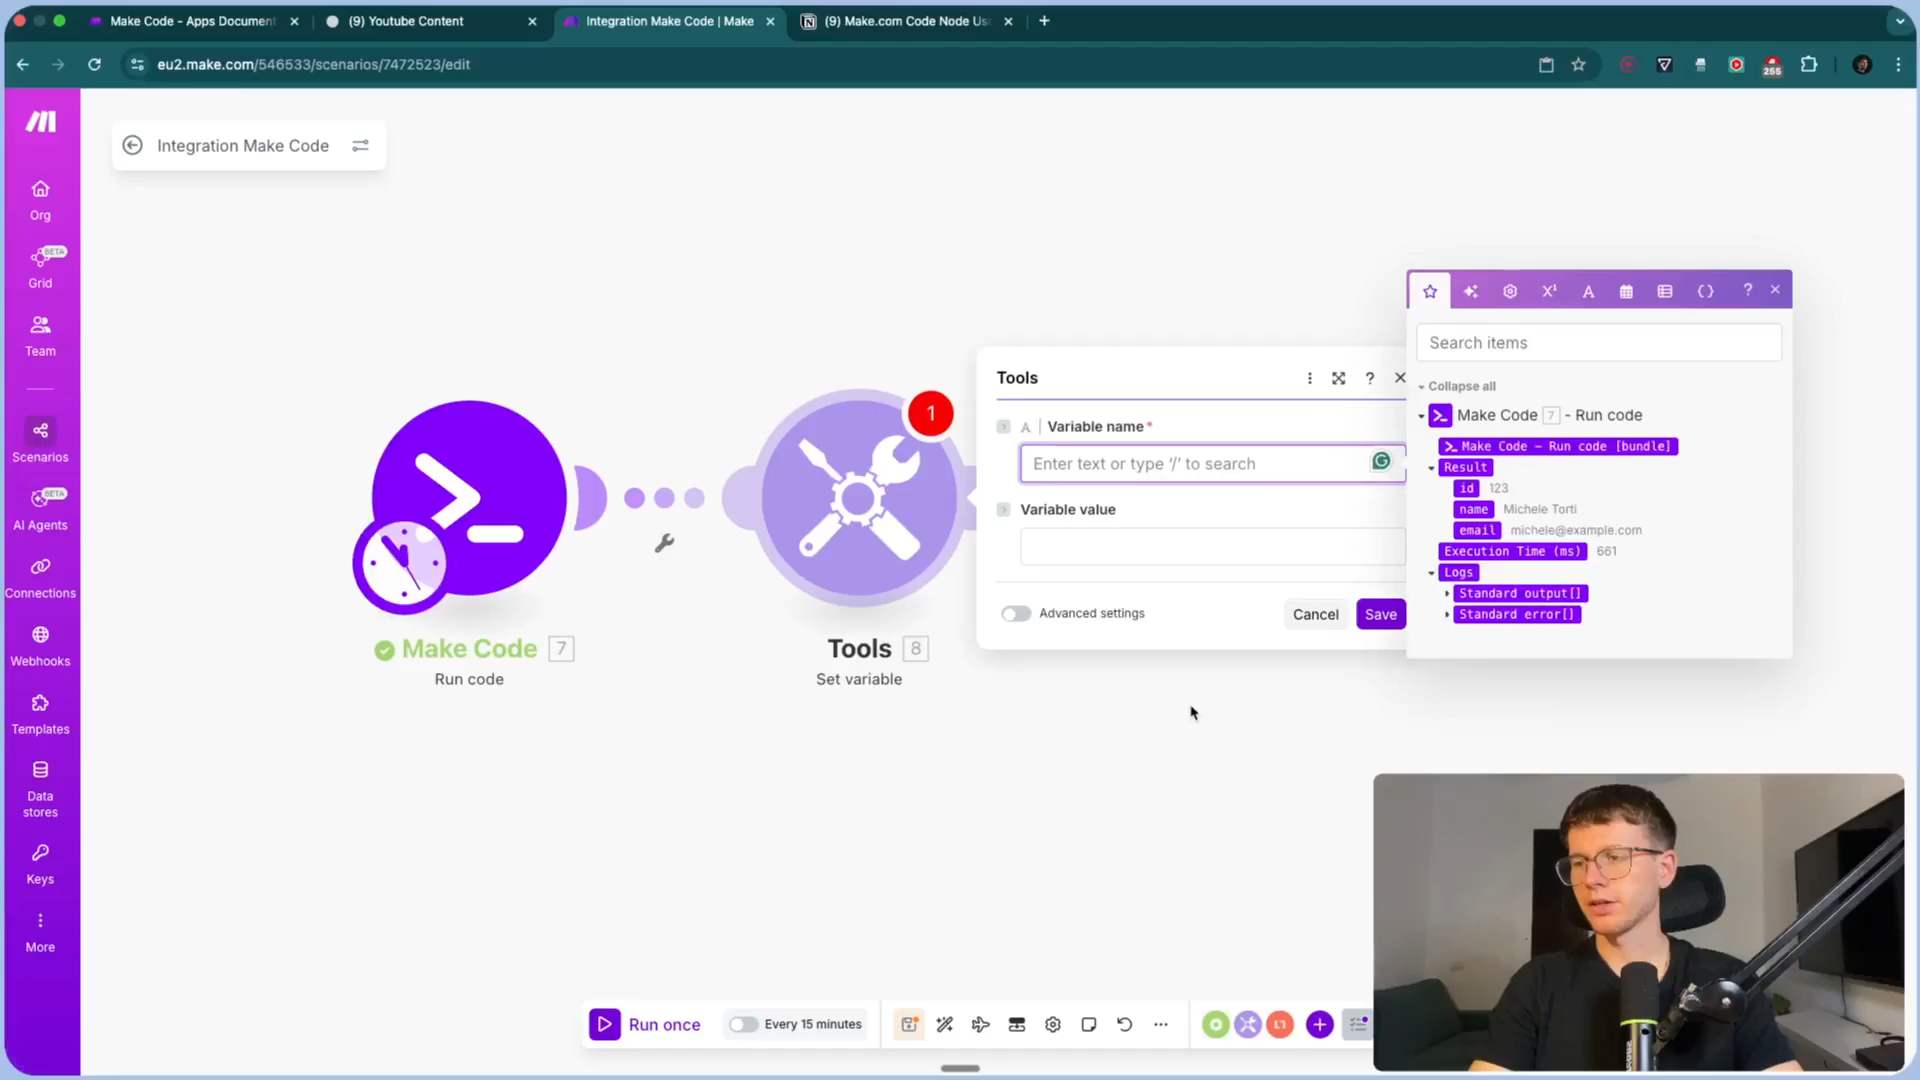 Make Code - Apps Document
(9) Youtube Content
Integration Make Code | Make
(9) Make.com Code Node Us
eu2.make.com/546533/scenarios/7472523/edit
255
Integration Make Code
Org
BETA
Grid
Team
Scenarios
BETA
AI Agents
Connections
Webhooks
Templates
Data
stores
Keys
More
Make Code 7
Run code
1
Tools 8
Set variable
Tools
A Variable name*
Enter text or type '/' to search
Variable value
Advanced settings
Cancel
Save
Search items
Collapse all
Make Code 7 - Run code
Make Code – Run code [bundle]
Result
id 123
name Michele Torti
email michele@example.com
Execution Time (ms) 661
Logs
Standard output[]
Standard error[]
Run once
Every 15 minutes